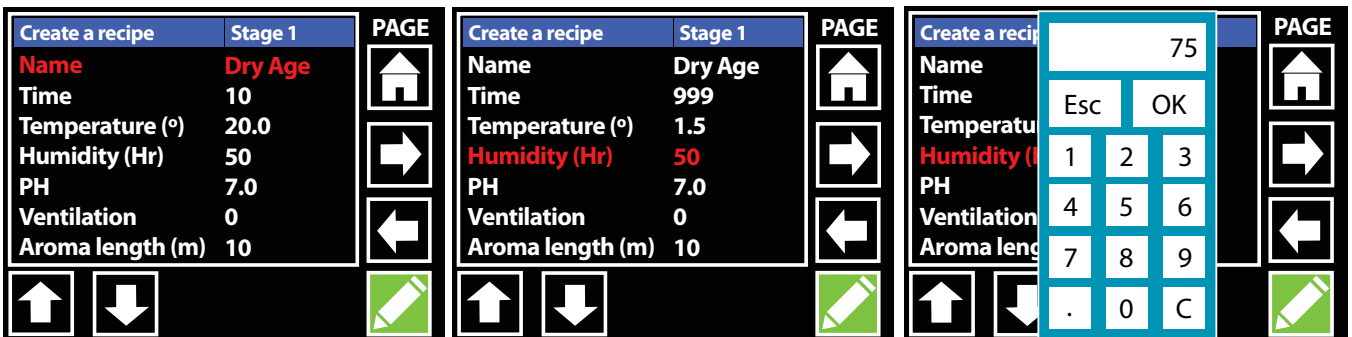 Create a recipe Stage 1 PAGE
Name Dry Age
Time 10
Temperature (º) 20.0
Humidity (Hr) 50
PH 7.0
Ventilation 0
Aroma length (m) 10
Create a recipe Stage 1 PAGE
Name Dry Age
Time 999
Temperature (º) 1.5
Humidity (Hr) 50
PH 7.0
Ventilation 0
Aroma length (m) 10
Create a recip PAGE
Name
Time
Temperatu
Humidity (
PH
Ventilation
Aroma leng
75
Esc OK
1 2 3
4 5 6
7 8 9
. 0 C